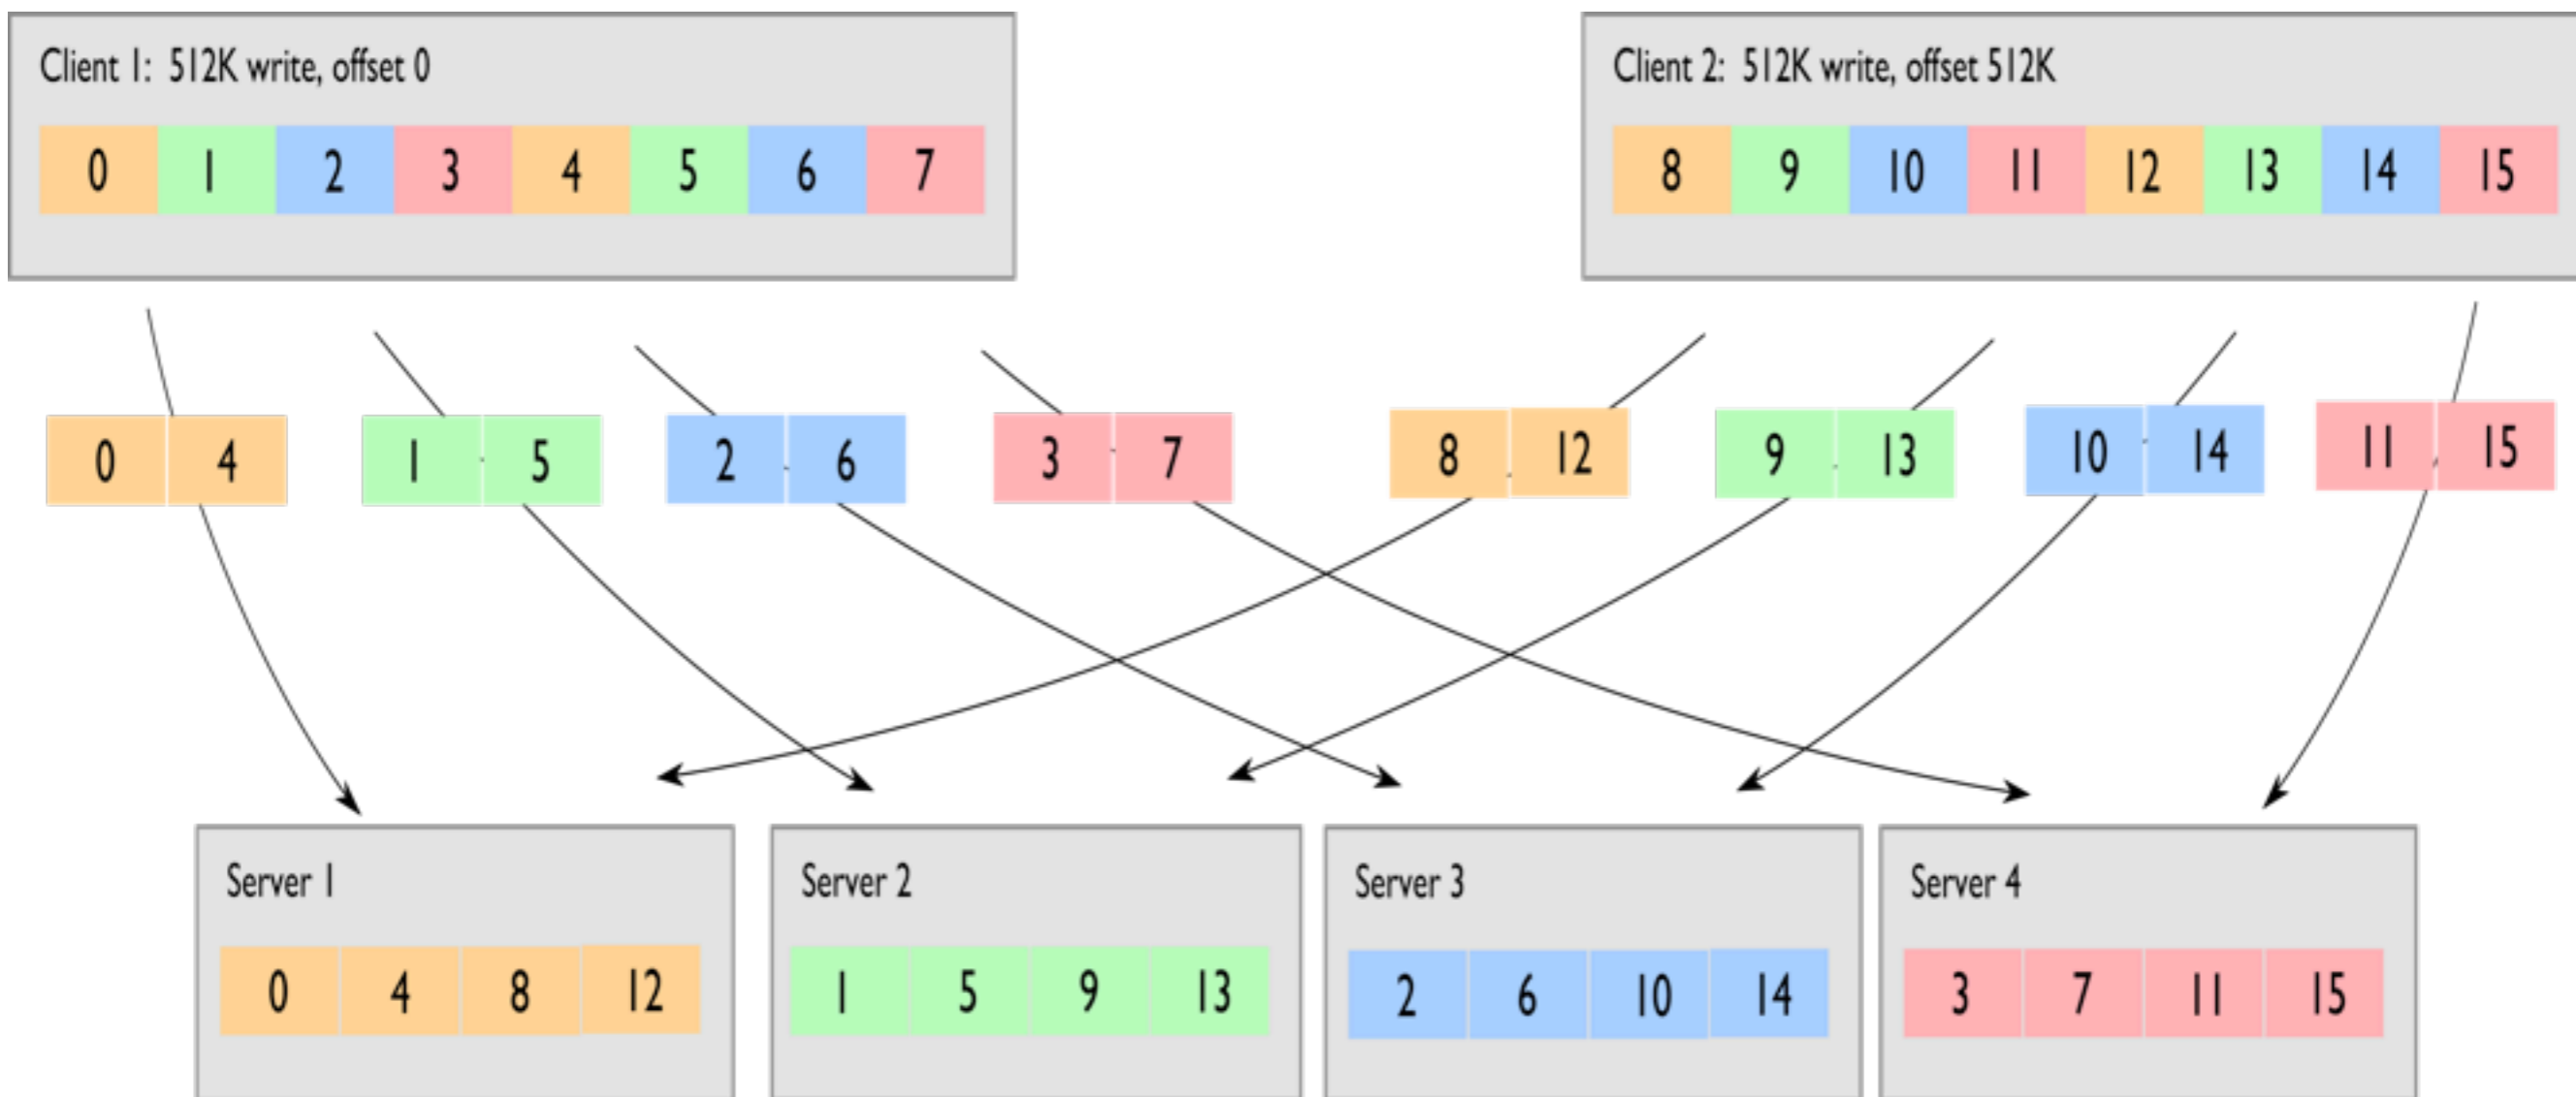 Client 1: 512K write, offset 0
0 1 2 3 4 5 6 7
Client 2: 512K write, offset 512K
8 9 10 11 12 13 14 15
0 4
1 5
2 6
3 7
8 12
9 13
10 14
11 15
Server 1
0 4 8 12
Server 2
1 5 9 13
Server 3
2 6 10 14
Server 4
3 7 11 15